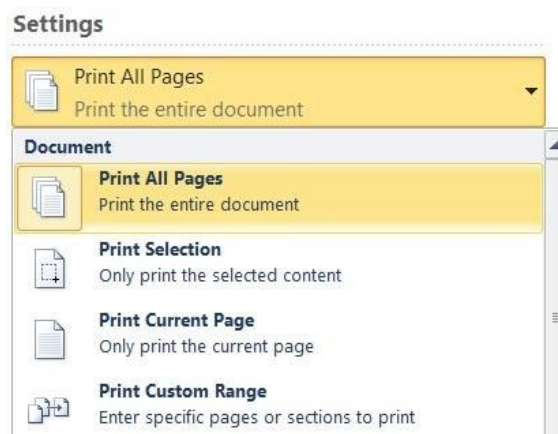 Settings
Print All Pages
Print the entire document
Document
Print All Pages
Print the entire document
Print Selection
Only print the selected content
Print Current Page
Only print the current page
Print Custom Range
Enter specific pages or sections to print